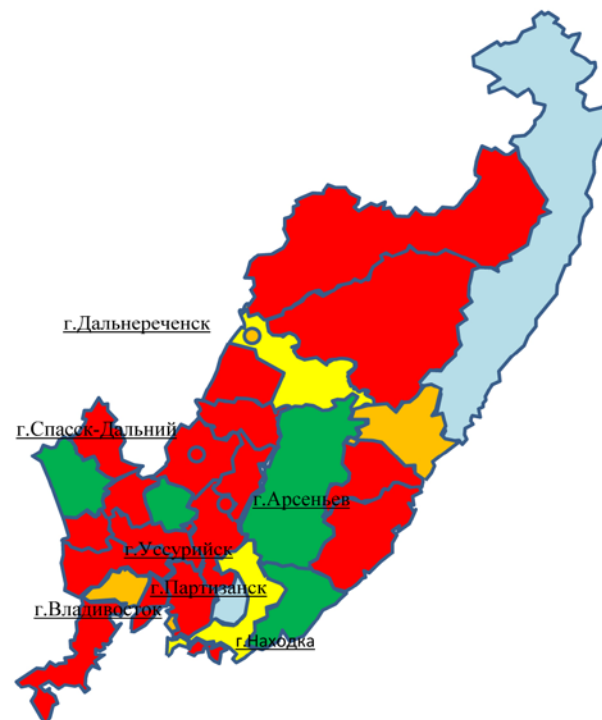 г.Дальнереченск
г.Спасск-Дальний
г.Арсеньев
г.Уссурийск
г.Партизанск
г.Владивосток
г.Находка